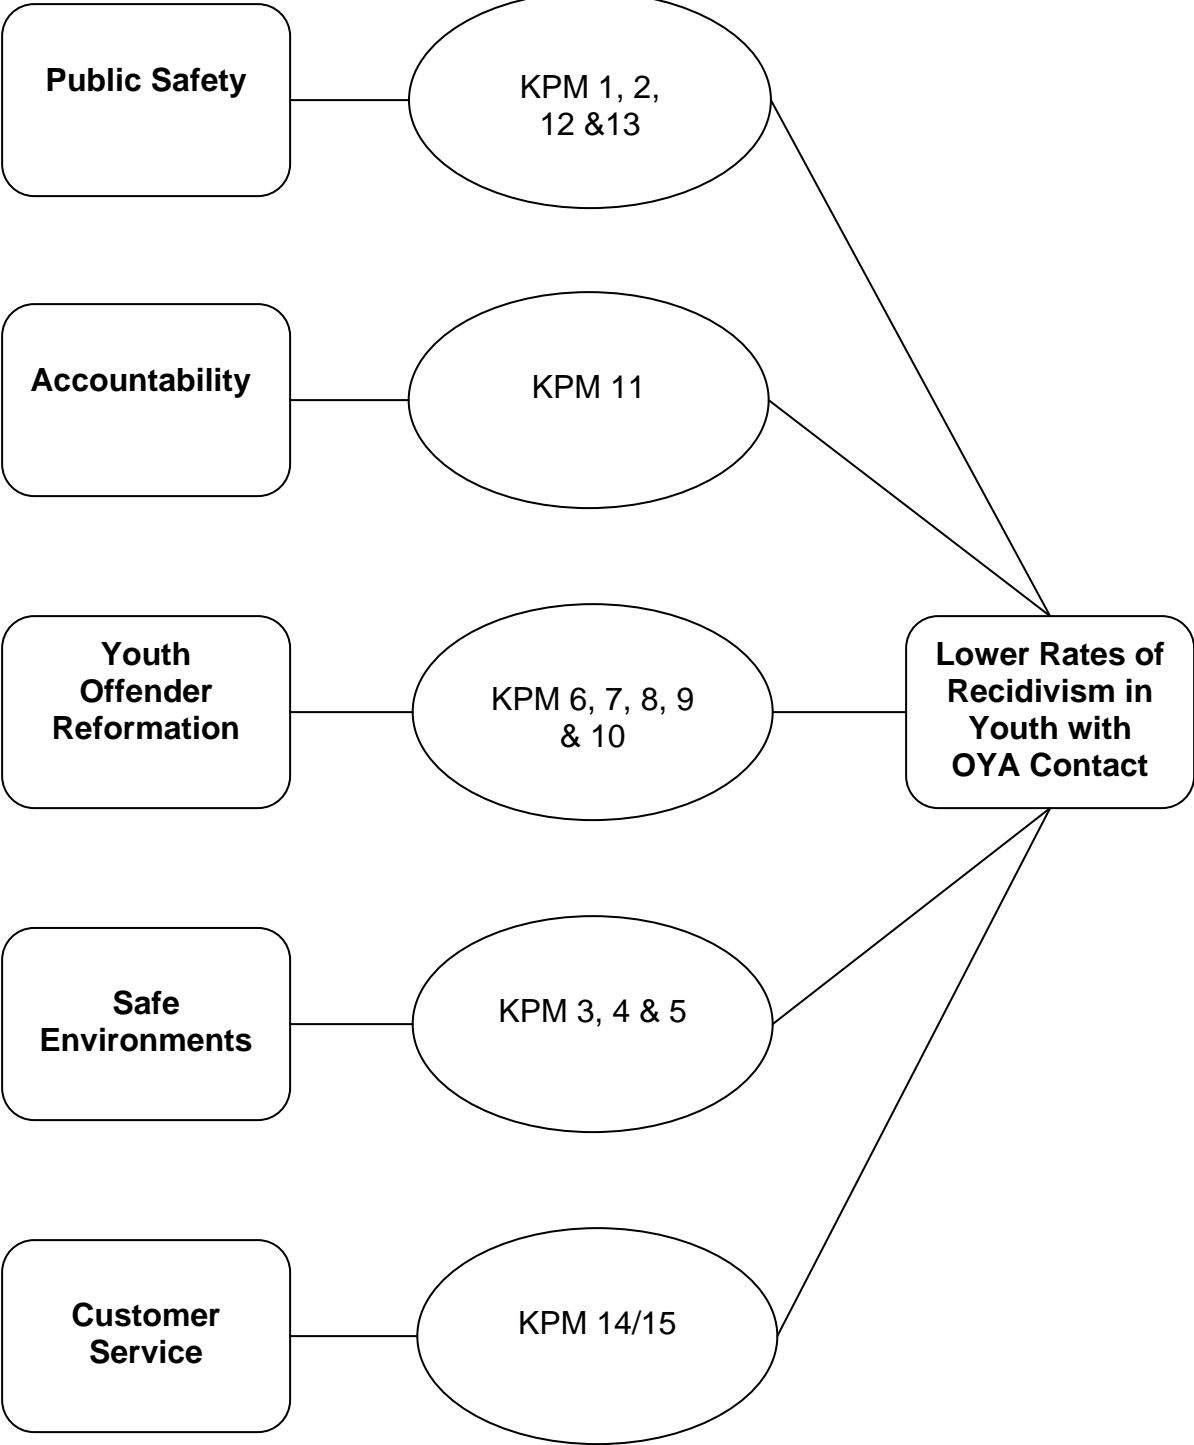 Public Safety
KPM 1, 2,
12 &13
Accountability
KPM 11
Youth
Offender
Reformation
KPM 6, 7, 8, 9
& 10
Lower Rates of
Recidivism in
Youth with
OYA Contact
Safe
Environments
KPM 3, 4 & 5
Customer
Service
KPM 14/15